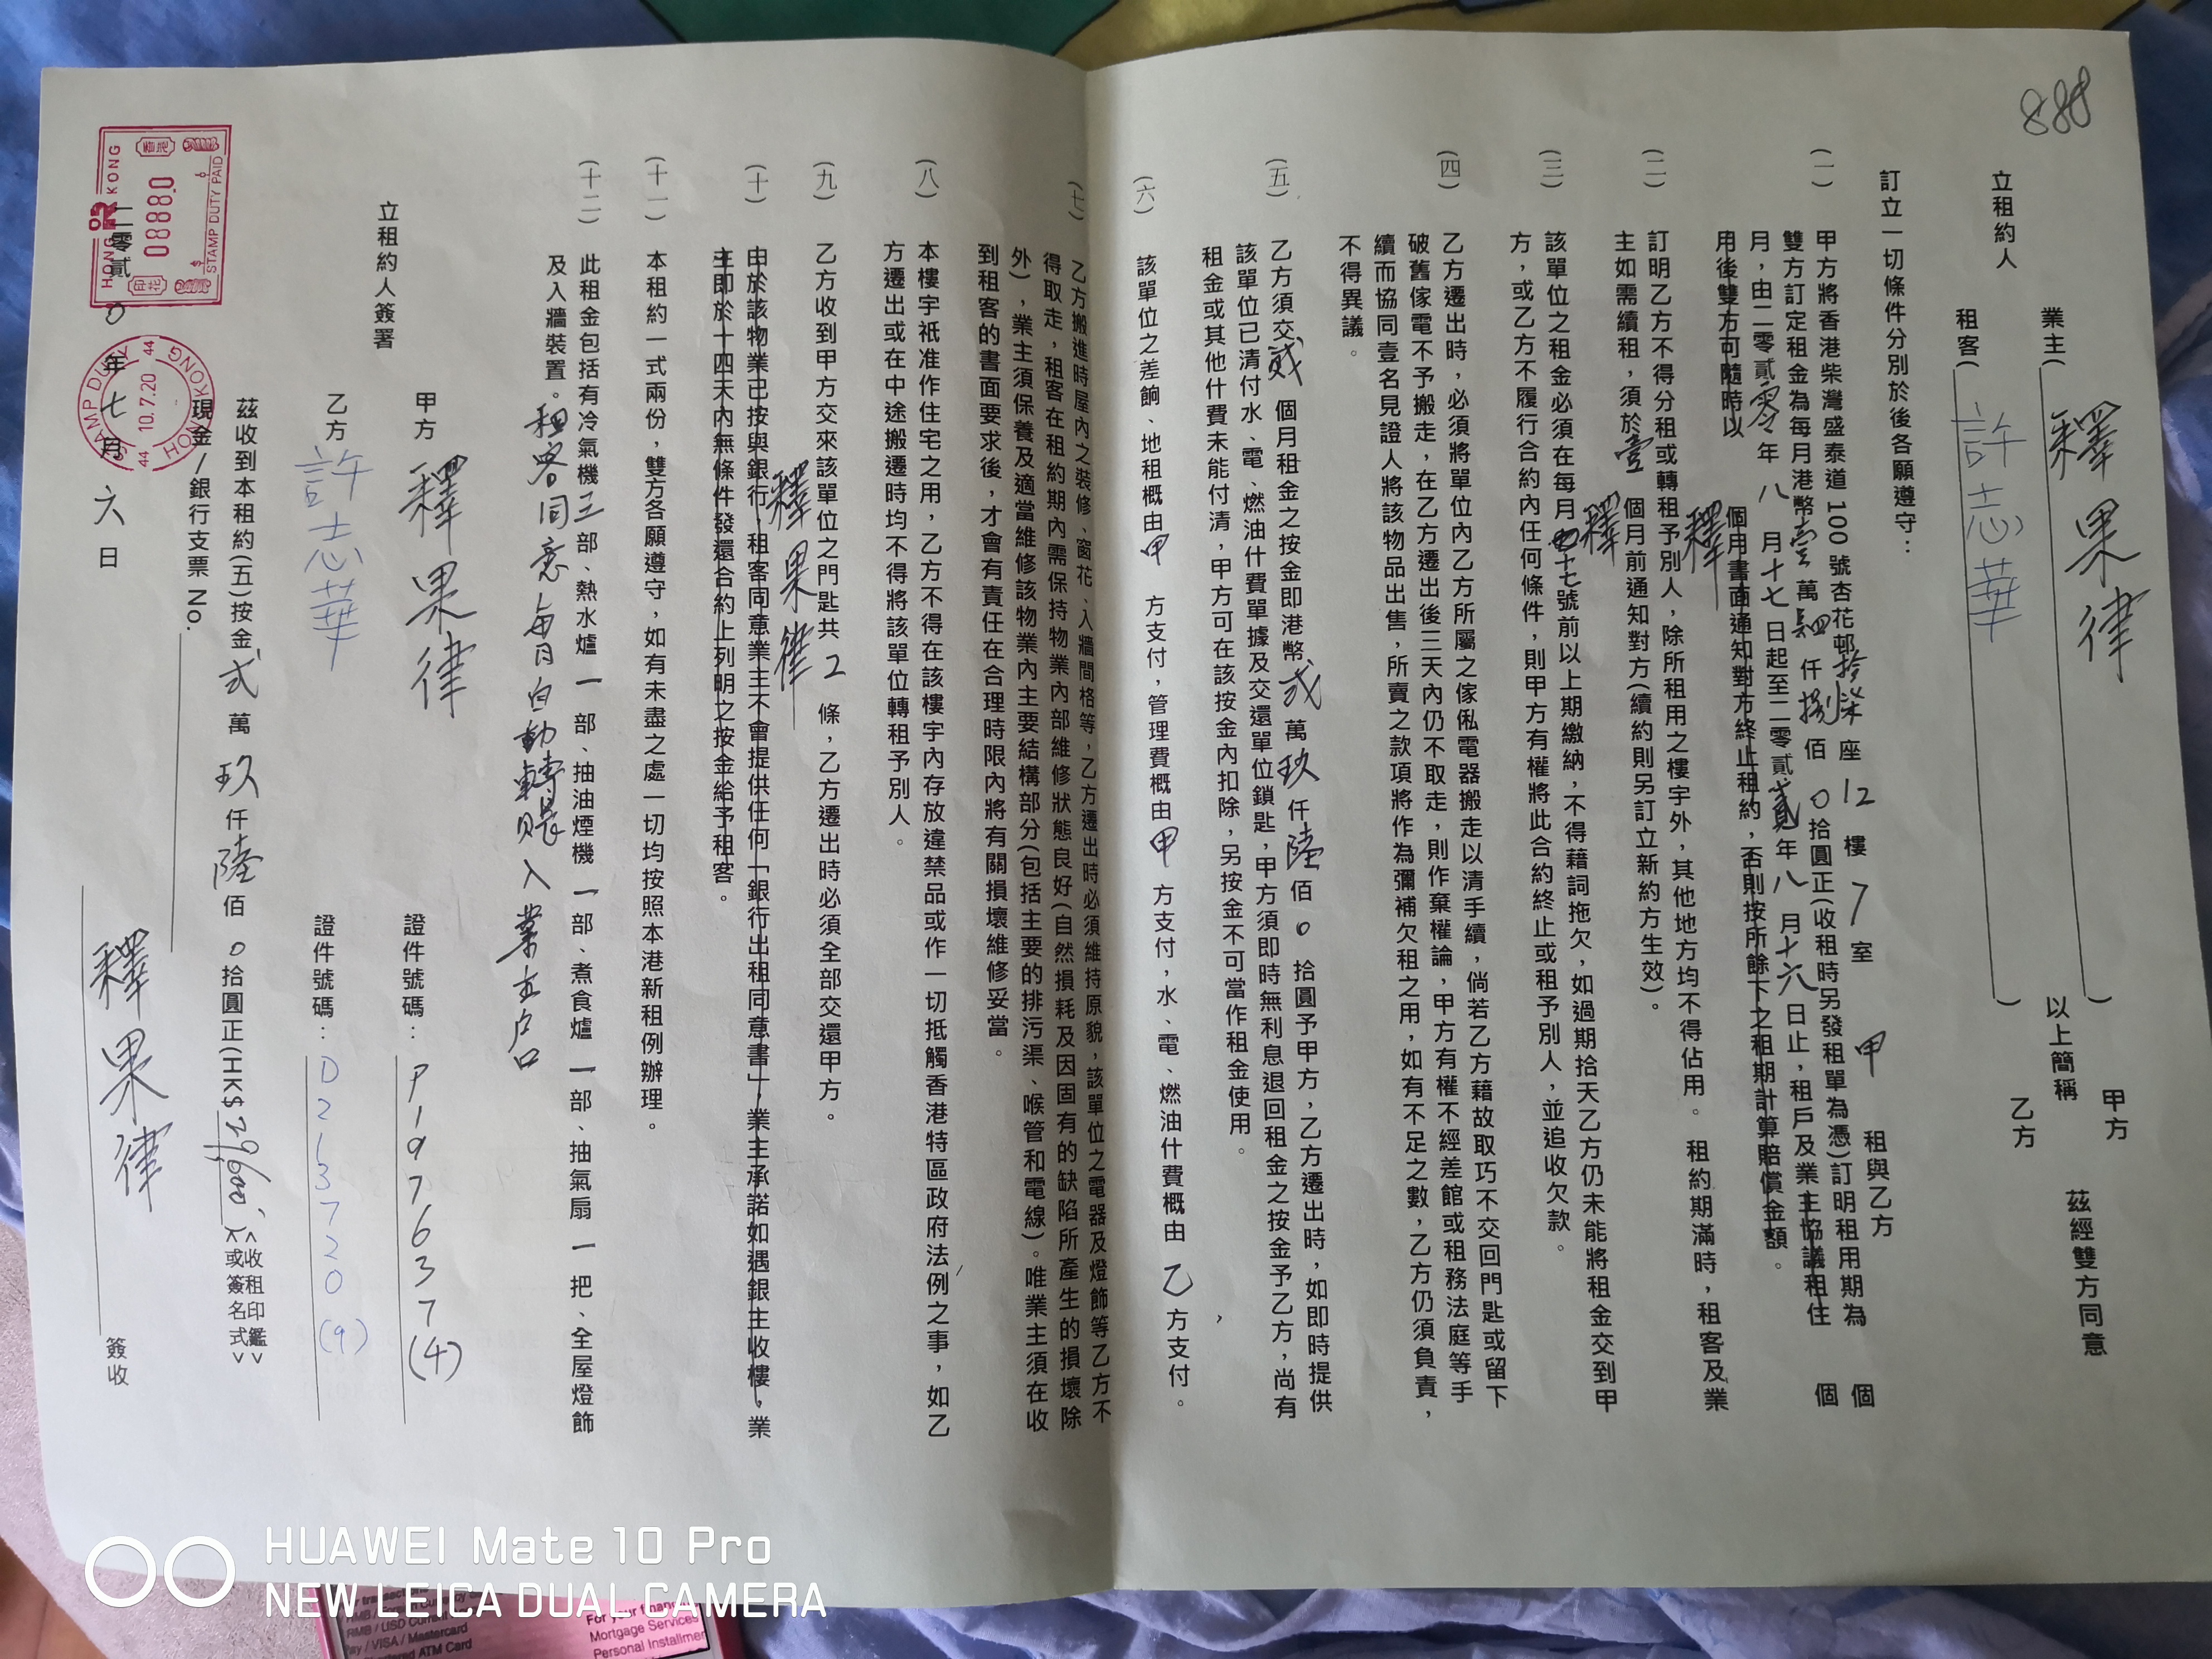 888
立租約人
業主(釋果律)
甲方
租客(許志華)
以上簡稱
乙方
茲經雙方同意
訂立一切條件分別於後各願遵守：
(一) 甲方將香港柴灣盛泰道 100 號杏花邨拾柒座 12 樓 7 室 甲 租與乙方 個
雙方訂定租金為每月港幣壹萬肆仟捌佰0拾圓正(收租時另發租單為憑)訂明租用期為 個
月，由二零貳零年八月十七日起至二零貳貳年八月十六日止，租戶及業主協議租住
用後雙方可隨時以 個月書面通知對方終止租約，否則按所餘下之租期計算賠償金額。
釋
(二) 訂明乙方不得分租或轉租予別人，除所租用之樓宇外，其他地方均不得佔用。 租約期滿時，租客及業
主如需續租，須於壹 個月前通知對方(續約則另訂立新約方生效)。
釋
(三) 該單位之租金必須在每月十七號前以上期繳納，不得藉詞拖欠，如過期拾天乙方仍未能將租金交到甲
方，或乙方不履行合約內任何條件，則甲方有權將此合約終止或租予別人，並追收欠款。
(四) 乙方遷出時，必須將單位內乙方所屬之傢俬電器搬走以清手續，倘若乙方藉故取巧不交回門匙或留下
破舊傢電不予搬走，在乙方遷出後三天內仍不取走，則作棄權論，甲方有權不經差館或租務法庭等手
續而協同壹名見證人將該物品出售，所賣之款項將作為彌補欠租之用，如有不足之數，乙方仍須負責，
不得異議。
(五) 乙方須交貳 個月租金之按金即港幣貳萬玖仟陸佰 0 拾圓予甲方，乙方遷出時，如即時提供
該單位已清付水、電、燃油什費單據及交還單位鎖匙，甲方須即時無利息退回租金之按金予乙方，尚有
租金或其他什費未能付清，甲方可在該按金內扣除，另按金不可當作租金使用。
(六) 該單位之差餉、地租概由甲 方支付，管理費概由甲 方支付，水、電、燃油什費概由 乙 方支付。
(七) 乙方搬進時屋內之裝修、窗花、入牆間格等，乙方遷出時必須維持原貌，該單位之電器及燈飾等乙方不
得取走，租客在租約期內需保持物業內部維修狀態良好(自然損耗及因固有的缺陷所產生的損壞除
外)，業主須保養及適當維修該物業內主要結構部分(包括主要的排污渠、喉管和電線)。唯業主須在收
到租客的書面要求後，才會有責任在合理時限內將有關損壞維修妥當。
(八) 本樓宇祇准作住宅之用，乙方不得在該樓宇內存放違禁品或作一切抵觸香港特區政府法例之事，如乙
方遷出或在中途搬遷時均不得將該單位轉租予別人。
(九) 乙方收到甲方交來該單位之門匙共 2 條，乙方遷出時必須全部交還甲方。
釋果律
(十) 由於該物業已按與銀行，租客同意業主不會提供任何「銀行出租同意書」，業主承諾如遇銀主收樓，業
主即於十四天內無條件發還合約上列明之按金給予租客。
(十一) 本租約一式兩份，雙方各願遵守，如有未盡之處一切均按照本港新租例辦理。
(十二) 此租金包括有冷氣機三部、熱水爐 一 部、抽油煙機 一部、煮食爐 一部、抽氣扇 一 把、全屋燈飾
及入牆裝置。租客同意每月自動轉賬入業主户口
立租約人簽署
甲方 釋果律 證件號碼：P197637(4)
乙方 許志華 證件號碼：D213720(9)
茲收到本租約(五)按金弍萬玖仟陸佰 0 拾圓正(HK$29,600)
<收租印鑑>
<或簽名式>
現金/銀行支票 No.
釋果律 簽收
二零貳0年七月六日
HONG KONG
香港
印花
$0888.0
STAMP DUTY PAID
STAMP DUTY
44 10.7.20 44
HONG KONG
HUAWEI Mate 10 Pro
NEW LEICA DUAL CAMERA
RMB / USD Current
Pay / VISA / Mastercard
ATM Card
For your financial
Mortgage Services
Personal Instalment